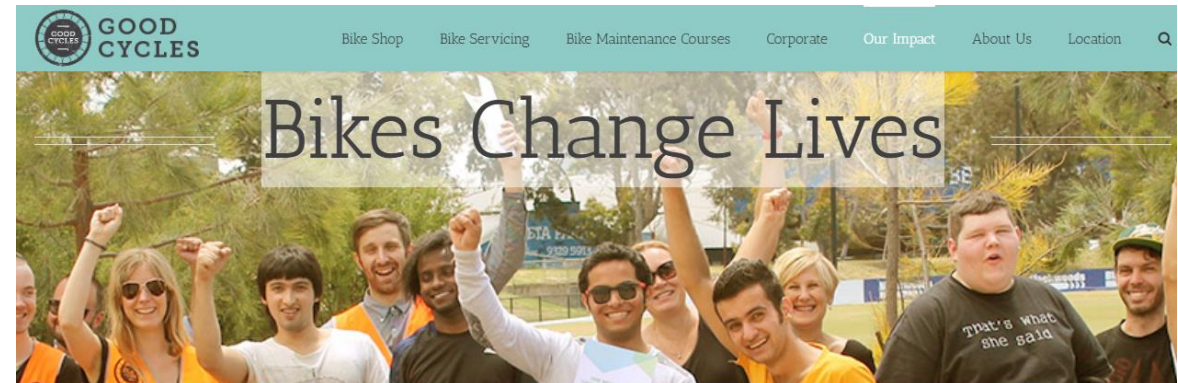 GOOD
CYCLES
GOOD
CYCLES
Bike Shop
Bike Servicing
Bike Maintenance Courses
Corporate
Our Impact
About Us
Location
Bikes Change Lives
That's what
she said